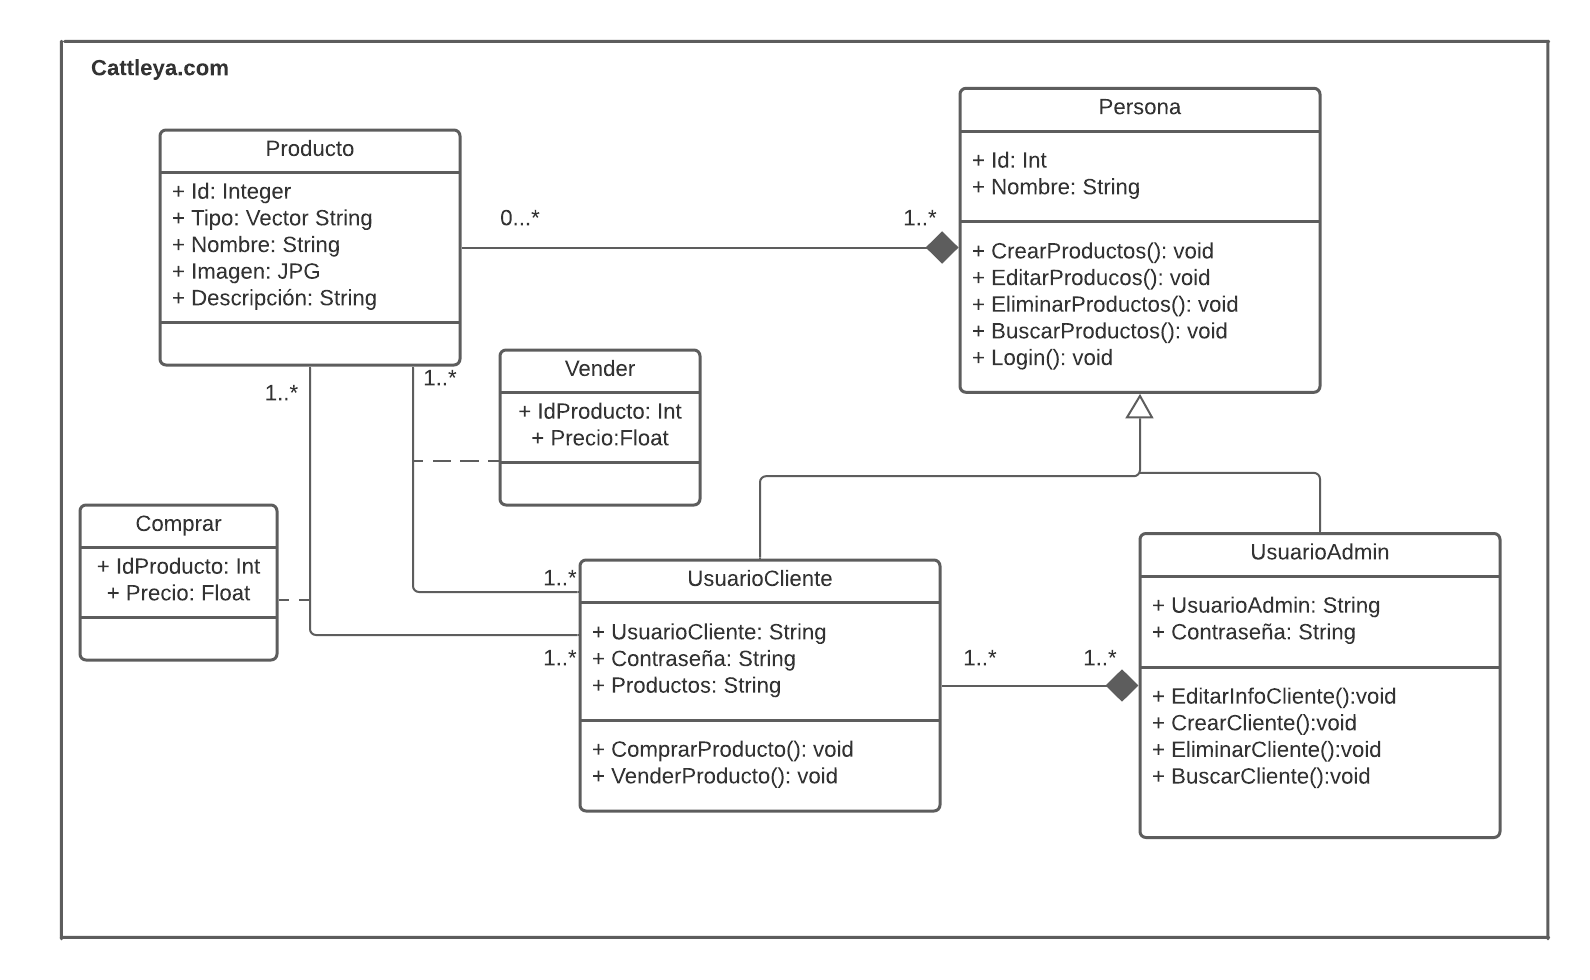 Cattleya.com
Producto
+ Id: Integer
+ Tipo: Vector String
+ Nombre: String
+ Imagen: JPG
+ Descripción: String
0...*
1..*
Persona
+ Id: Int
+ Nombre: String
+ CrearProductos(): void
+ EditarProducos(): void
+ EliminarProductos(): void
+ BuscarProductos(): void
+ Login(): void
1..*
1..*
Vender
+ IdProducto: Int
+ Precio:Float
Comprar
+ IdProducto: Int
+ Precio: Float
1..*
1..*
UsuarioCliente
+ UsuarioCliente: String
+ Contraseña: String
+ Productos: String
+ ComprarProducto(): void
+ VenderProducto(): void
1..*
1..*
UsuarioAdmin
+ UsuarioAdmin: String
+ Contraseña: String
+ EditarInfoCliente():void
+ CrearCliente():void
+ EliminarCliente():void
+ BuscarCliente():void